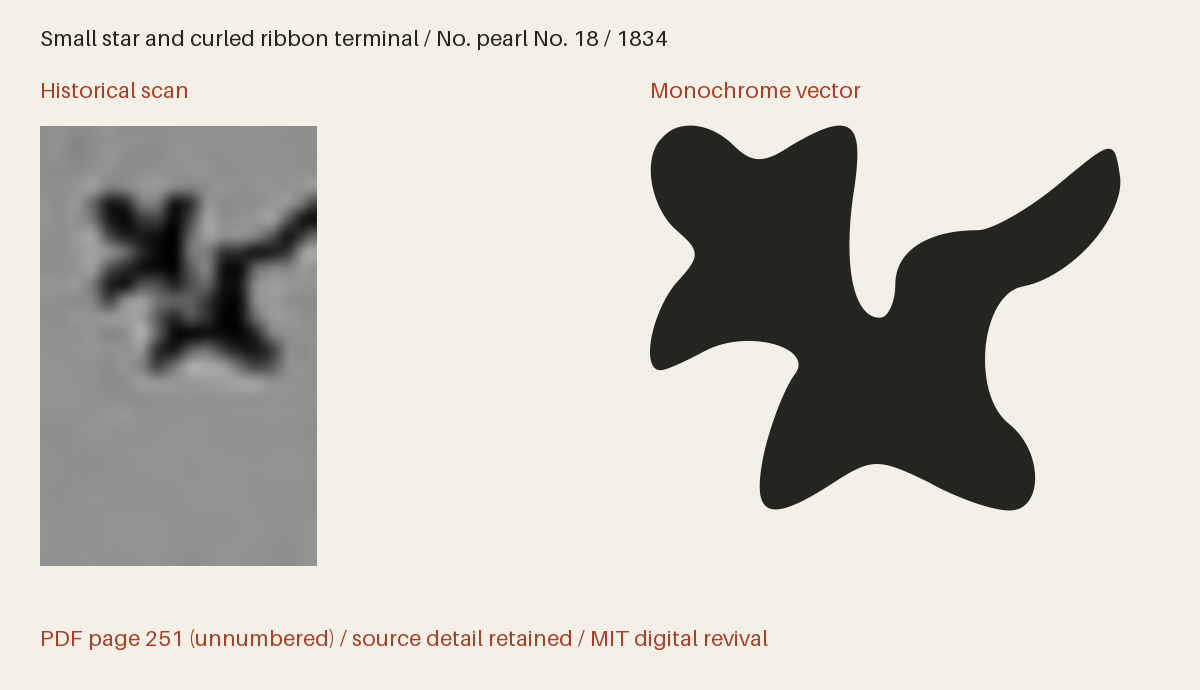 Small star and curled ribbon terminal / No. pearl No. 18 / 1834
Historical scan
Monochrome vector
PDF page 251 (unnumbered) / source detail retained / MIT digital revival